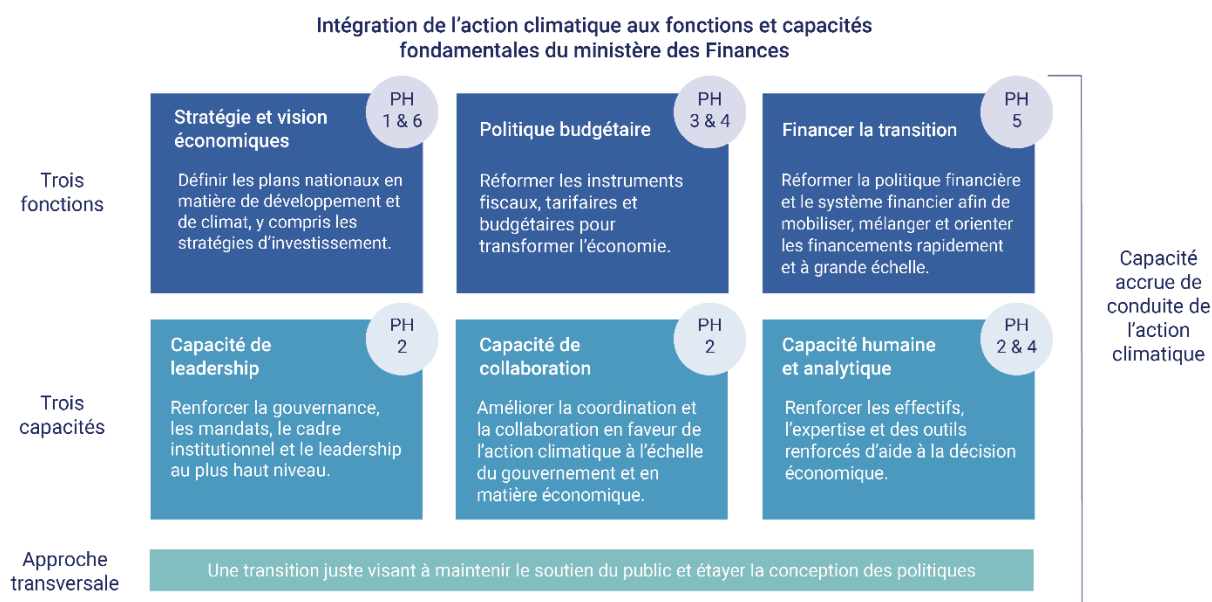 Intégration de l’action climatique aux fonctions et capacités
fondamentales du ministère des Finances
Trois
fonctions
Stratégie et vision
économiques
PH
1 & 6
Définir les plans nationaux en
matière de développement et
de climat, y compris les
stratégies d’investissement.
Politique budgétaire
PH
3 & 4
Réformer les instruments
fiscaux, tarifaires et
budgétaires pour
transformer l’économie.
Financer la transition
PH
5
Réformer la politique financière
et le système financier afin de
mobiliser, mélanger et orienter
les financements rapidement
et à grande échelle.
Trois
capacités
Capacité de
leadership
PH
2
Renforcer la gouvernance,
les mandats, le cadre
institutionnel et le leadership
au plus haut niveau.
Capacité de
collaboration
PH
2
Améliorer la coordination et
la collaboration en faveur de
l’action climatique à l’échelle
du gouvernement et en
matière économique.
Capacité humaine
et analytique
PH
2 & 4
Renforcer les effectifs,
l’expertise et des outils
renforcés d’aide à la décision
économique.
Approche
transversale
Une transition juste visant à maintenir le soutien du public et étayer la conception des politiques
Capacité
accrue de
conduite de
l’action
climatique